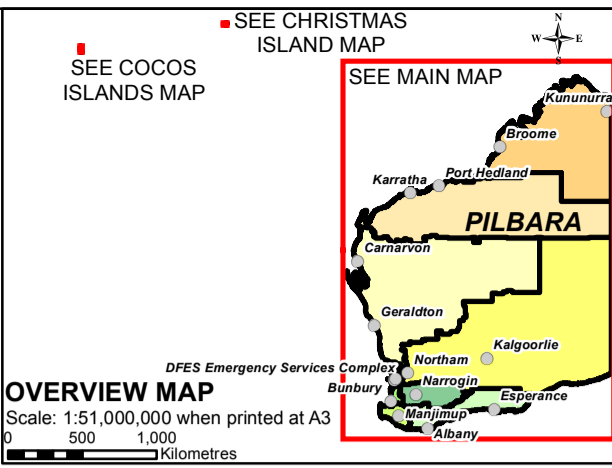 SEE CHRISTMAS
ISLAND MAP
N
W E
S
SEE COCOS
ISLANDS MAP
SEE MAIN MAP
Kununurra
Broome
Port Hedland
Karratha
PILBARA
Carnarvon
Geraldton
Kalgoorlie
Northam
DFES Emergency Services Complex
Narrogin
Bunbury
Esperance
Manjimup
Albany
OVERVIEW MAP
Scale: 1:51,000,000 when printed at A3
0 500 1,000
Kilometres